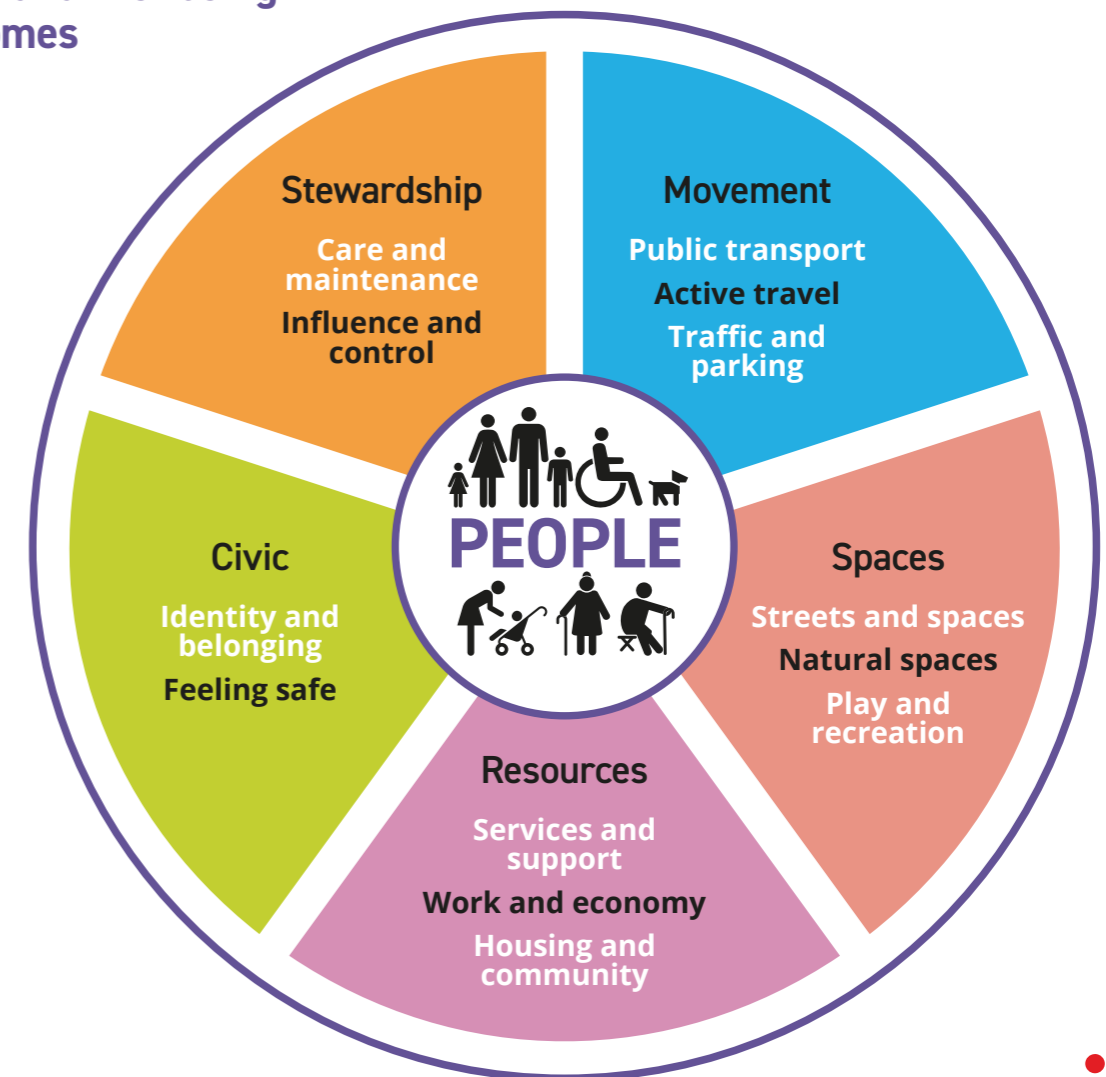 mes
Stewardship
Care and
maintenance
Influence and
control
Movement
Public transport
Active travel
Traffic and
parking
PEOPLE
Civic
Identity and
belonging
Feeling safe
Spaces
Streets and spaces
Natural spaces
Play and
recreation
Resources
Services and
support
Work and economy
Housing and
community